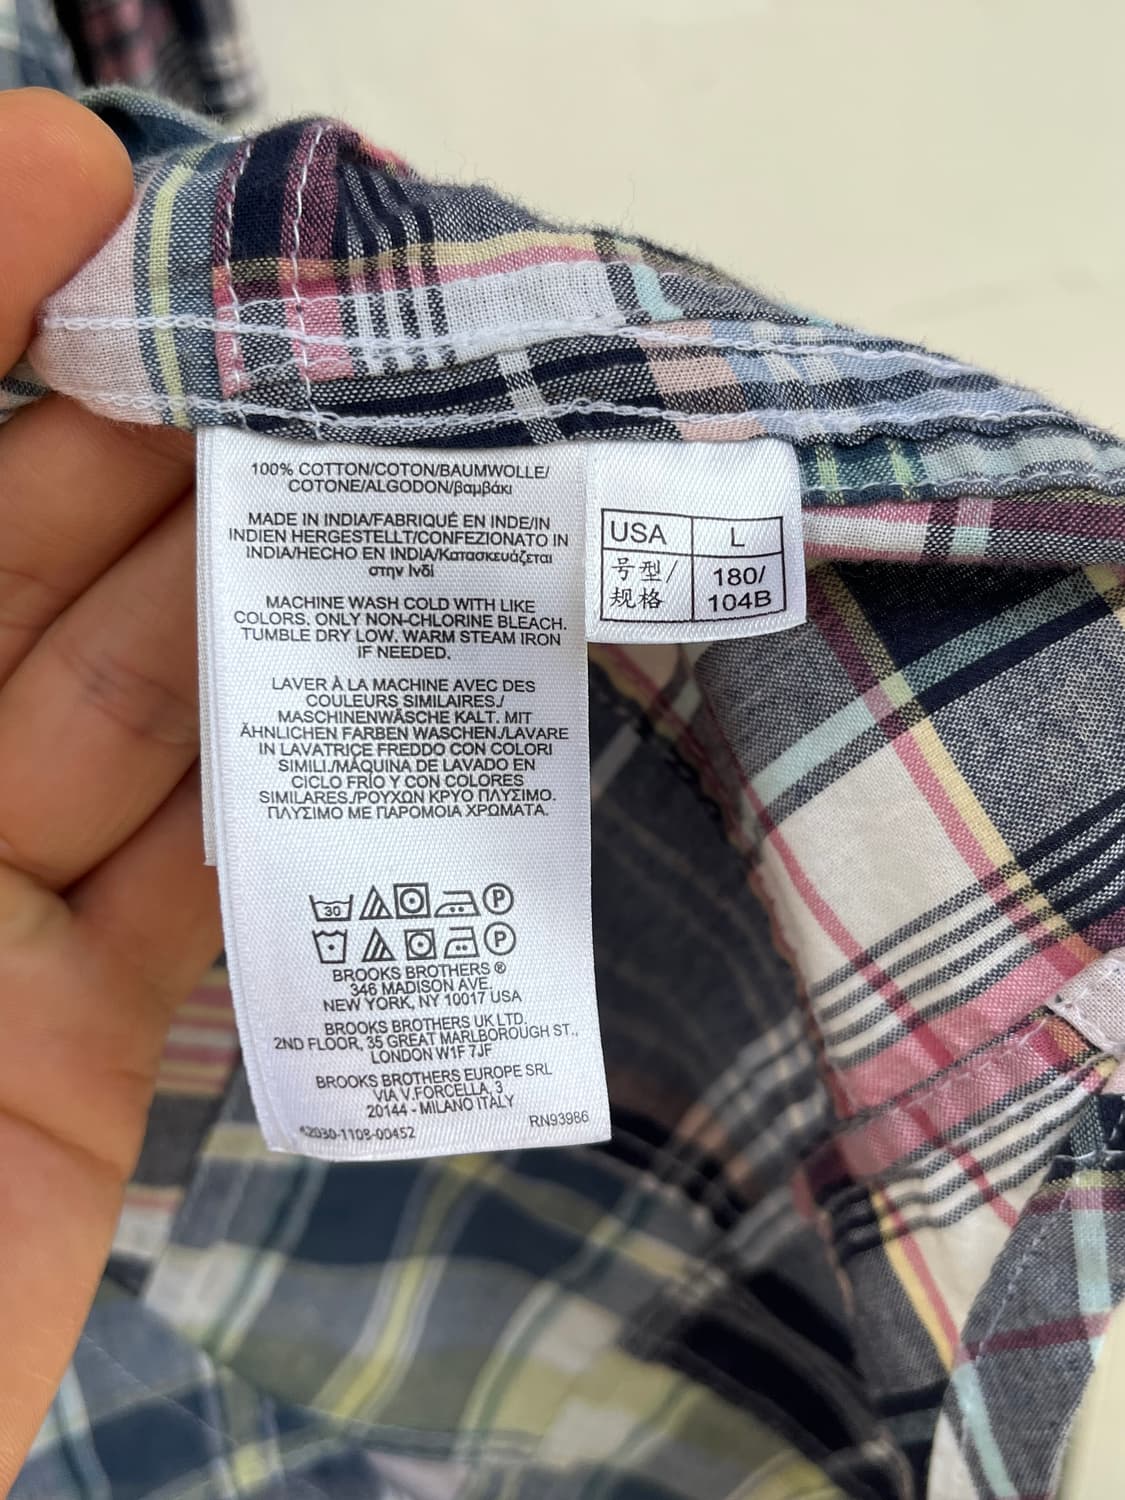 100% COTTON/COTON/BAUMWOLLE/
COTONE/ALGODON/βαμβάκι
MADE IN INDIA/FABRIQUÉ EN INDE/IN
INDIEN HERGESTELLT/CONFEZIONATO IN
INDIA/HECHO EN INDIA/Κατασκευάζεται
στην Ινδί
MACHINE WASH COLD WITH LIKE
COLORS. ONLY NON-CHLORINE BLEACH.
TUMBLE DRY LOW. WARM STEAM IRON
IF NEEDED.
LAVER À LA MACHINE AVEC DES
COULEURS SIMILAIRES./
MASCHINENWÄSCHE KALT. MIT
ÄHNLICHEN FARBEN WASCHEN./LAVARE
IN LAVATRICE FREDDO CON COLORI
SIMILI./MÁQUINA DE LAVADO EN
CICLO FRÍO Y CON COLORES
SIMILARES./ΡΟΥΧΩΝ ΚΡΥΟ ΠΛΥΣΙΜΟ.
ΠΛΥΣΙΜΟ ΜΕ ΠΑΡΟΜΟΙΑ ΧΡΩΜΑΤΑ.
30 P
P
BROOKS BROTHERS ®
346 MADISON AVE.
NEW YORK, NY 10017 USA
BROOKS BROTHERS UK LTD.
2ND FLOOR, 35 GREAT MARLBOROUGH ST.,
LONDON W1F 7JF
BROOKS BROTHERS EUROPE SRL
VIA V.FORCELLA, 3
20144 - MILANO ITALY
RN93986
USA L
号型/ 180/
规格 104B